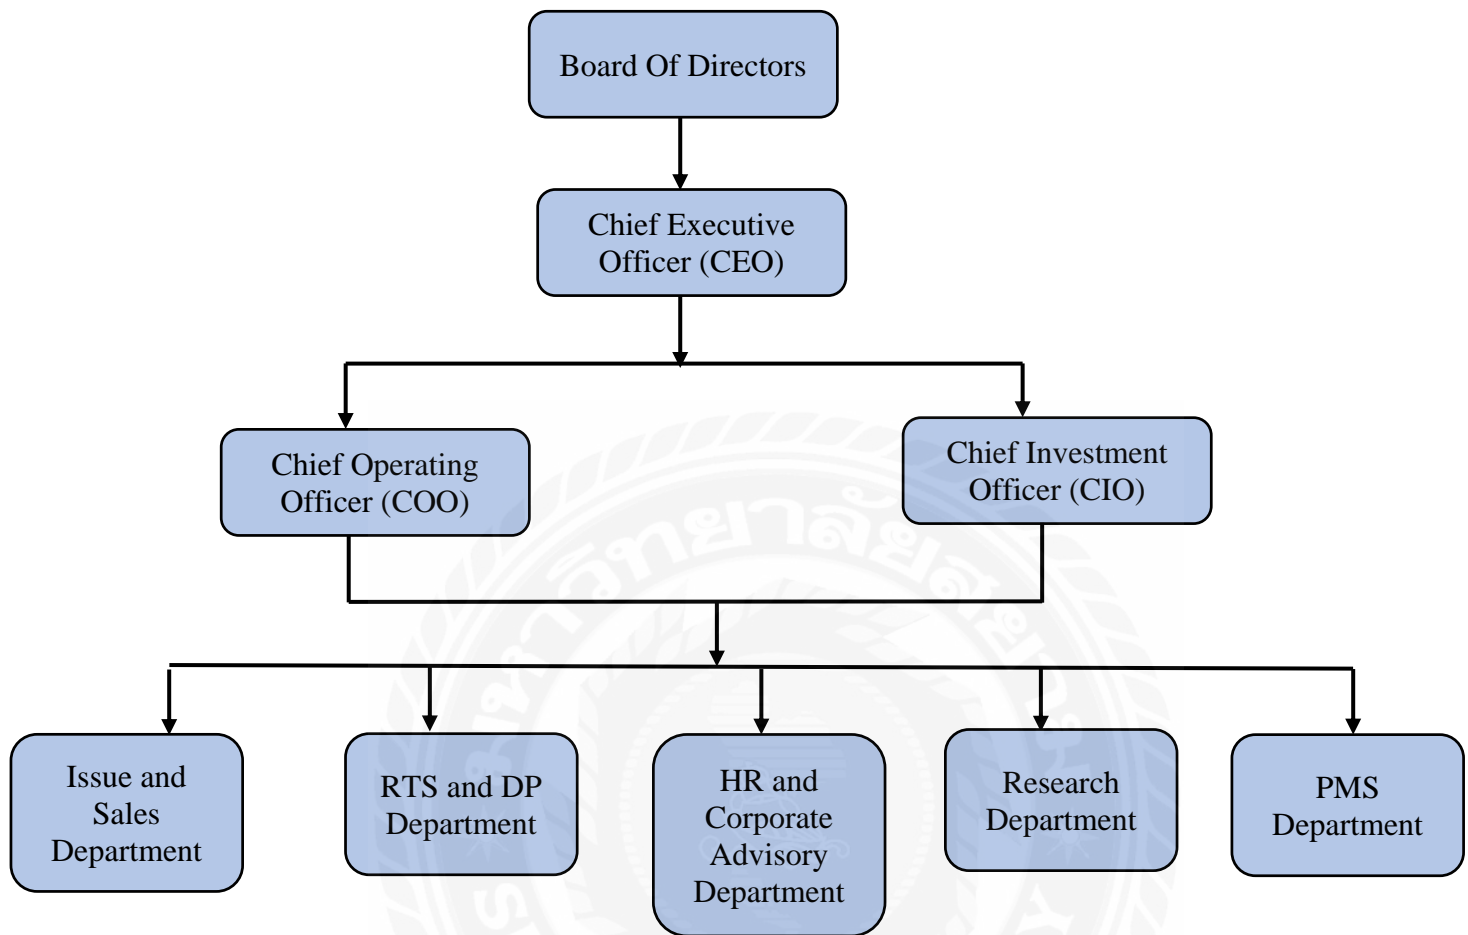 Board Of Directors
Chief Executive
Officer (CEO)
Chief Operating
Officer (COO)
Chief Investment
Officer (CIO)
Issue and
Sales
Department
RTS and DP
Department
HR and
Corporate
Advisory
Department
Research
Department
PMS
Department